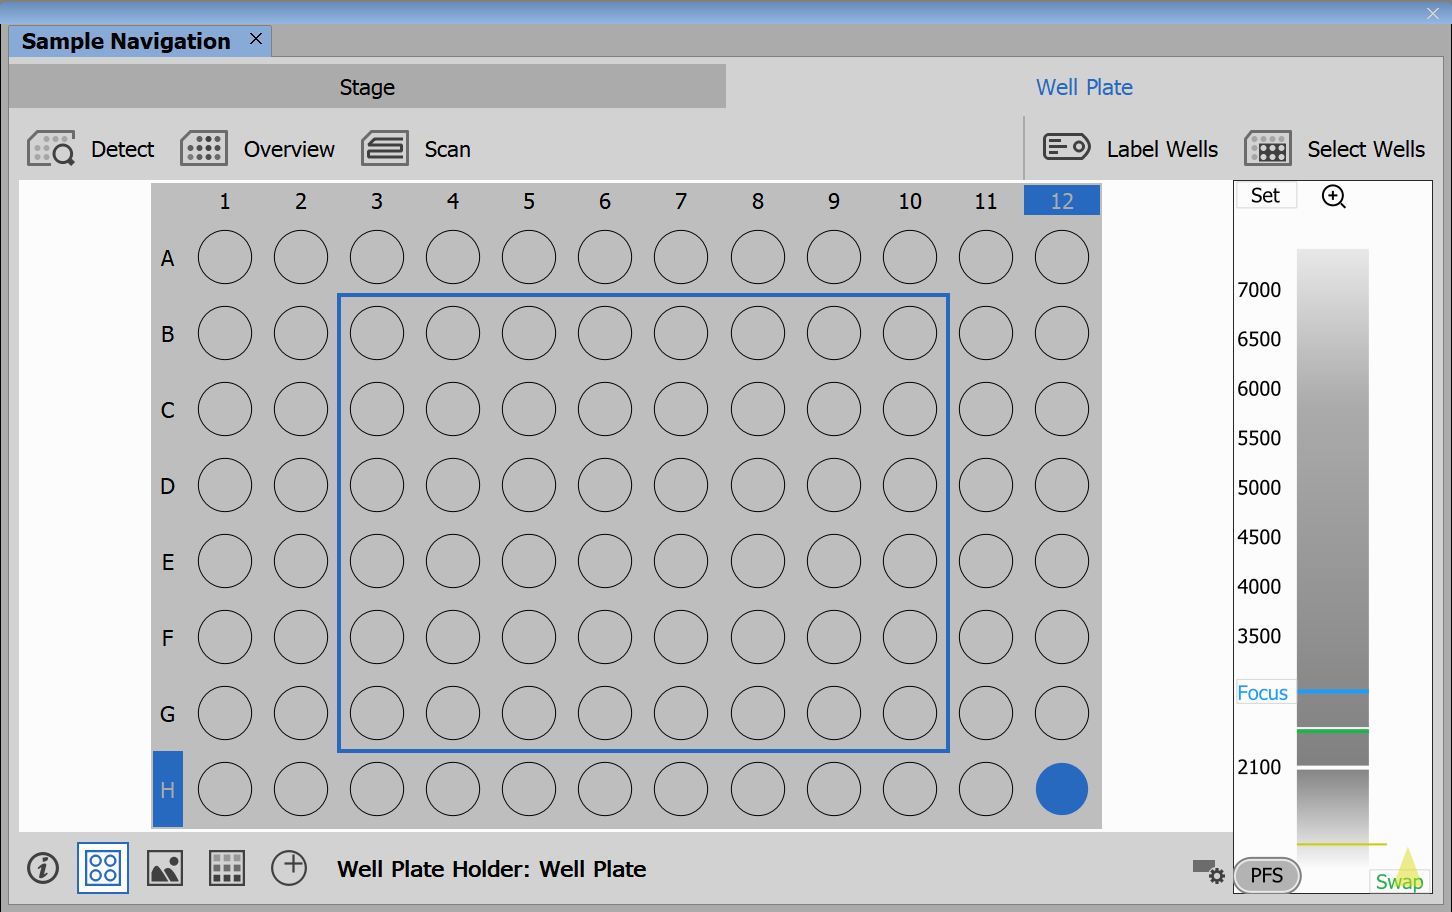 Sample Navigation
Stage
Well Plate
Detect
Overview
Scan
Label Wells
Select Wells
1 2 3 4 5 6 7 8 9 10 11 12
A
B
C
D
E
F
G
H
Set
7000
6500
6000
5500
5000
4500
4000
3500
Focus
2100
Well Plate Holder: Well Plate
PFS
Swap